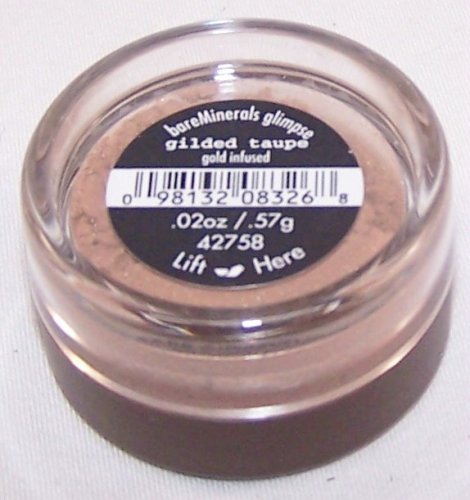 bareMinerals glimpse
gilded taupe
gold infused
0 98132 08326 8
.02oz / .57g
42758
Lift Here